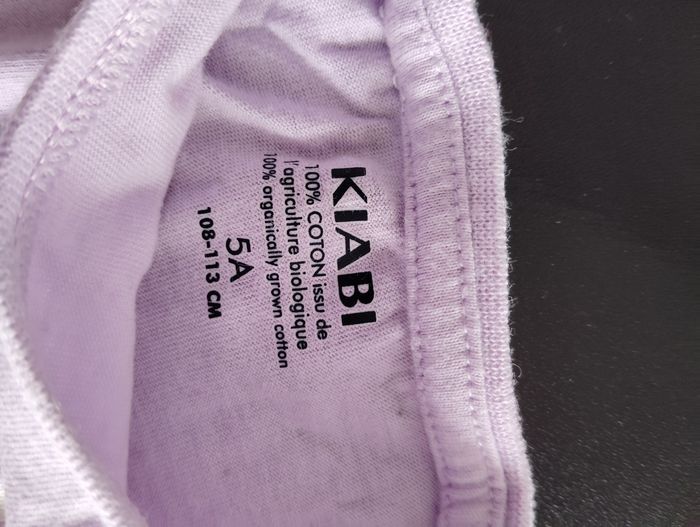 KIABI
100% COTON issu de
l'agriculture biologique
100% organically grown cotton
5A
108-113 CM